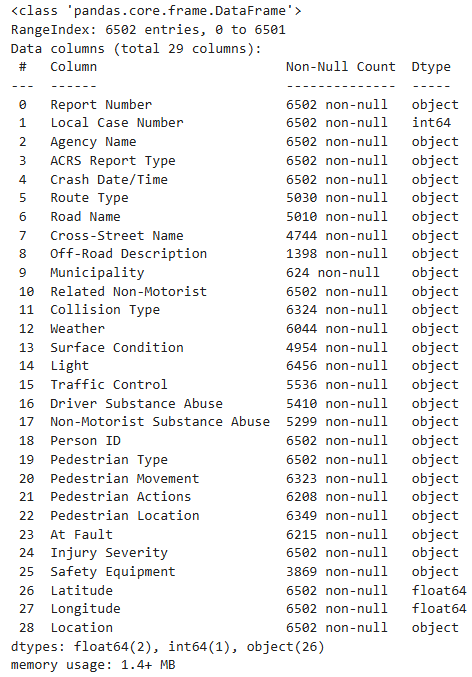 <class 'pandas.core.frame.DataFrame'>
RangeIndex: 6502 entries, 0 to 6501
Data columns (total 29 columns):
 #   Column                       Non-Null Count  Dtype
---  ------                       --------------  -----
 0   Report Number                6502 non-null   object
 1   Local Case Number            6502 non-null   int64
 2   Agency Name                  6502 non-null   object
 3   ACRS Report Type             6502 non-null   object
 4   Crash Date/Time              6502 non-null   object
 5   Route Type                   5030 non-null   object
 6   Road Name                    5010 non-null   object
 7   Cross-Street Name            4744 non-null   object
 8   Off-Road Description         1398 non-null   object
 9   Municipality                 624 non-null    object
 10  Related Non-Motorist         6502 non-null   object
 11  Collision Type               6324 non-null   object
 12  Weather                      6044 non-null   object
 13  Surface Condition            4954 non-null   object
 14  Light                        6456 non-null   object
 15  Traffic Control              5536 non-null   object
 16  Driver Substance Abuse       5410 non-null   object
 17  Non-Motorist Substance Abuse  5299 non-null   object
 18  Person ID                    6502 non-null   object
 19  Pedestrian Type              6502 non-null   object
 20  Pedestrian Movement          6323 non-null   object
 21  Pedestrian Actions           6208 non-null   object
 22  Pedestrian Location          6349 non-null   object
 23  At Fault                     6215 non-null   object
 24  Injury Severity              6502 non-null   object
 25  Safety Equipment             3869 non-null   object
 26  Latitude                     6502 non-null   float64
 27  Longitude                    6502 non-null   float64
 28  Location                     6502 non-null   object
dtypes: float64(2), int64(1), object(26)
memory usage: 1.4+ MB